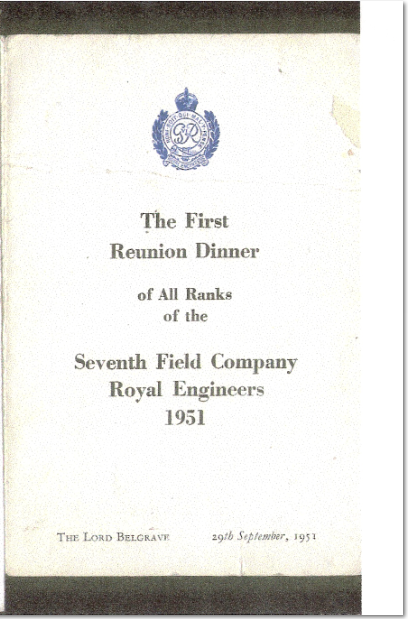 The First
Reunion Dinner
of All Ranks
of the
Seventh Field Company
Royal Engineers
1951
THE LORD BELGRAVE 29th September, 1951